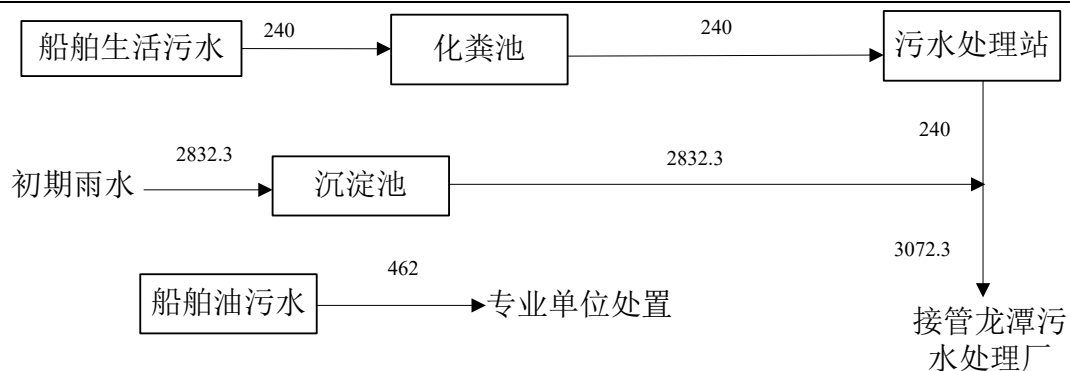 船舶生活污水
240
化粪池
240
污水处理站
240
初期雨水
2832.3
沉淀池
2832.3
3072.3
船舶油污水
462
专业单位处置
接管龙潭污
水处理厂